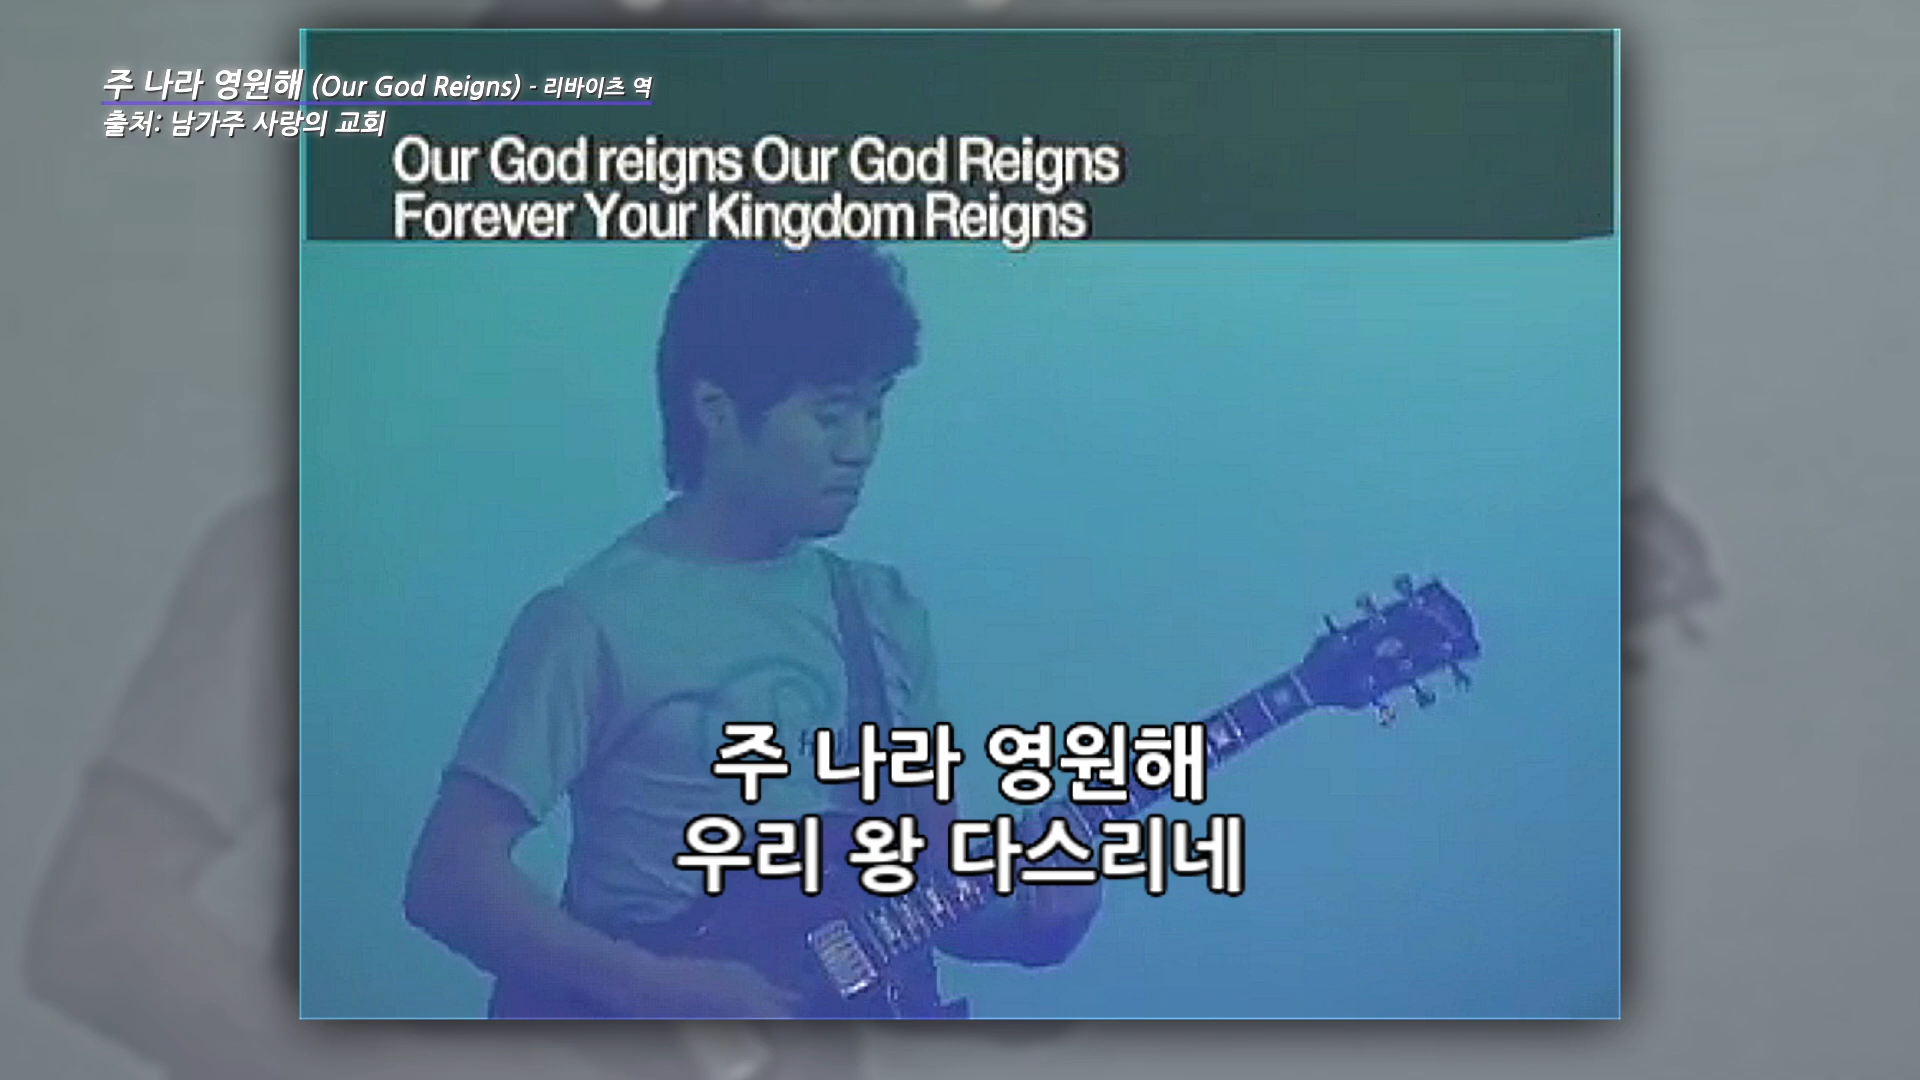 주 나라 영원해 (Our God Reigns) - 리바이츠 역
출처: 남가주 사랑의 교회
Our God reigns Our God Reigns
Forever Your Kingdom Reigns
주 나라 영원해
우리 왕 다스리네